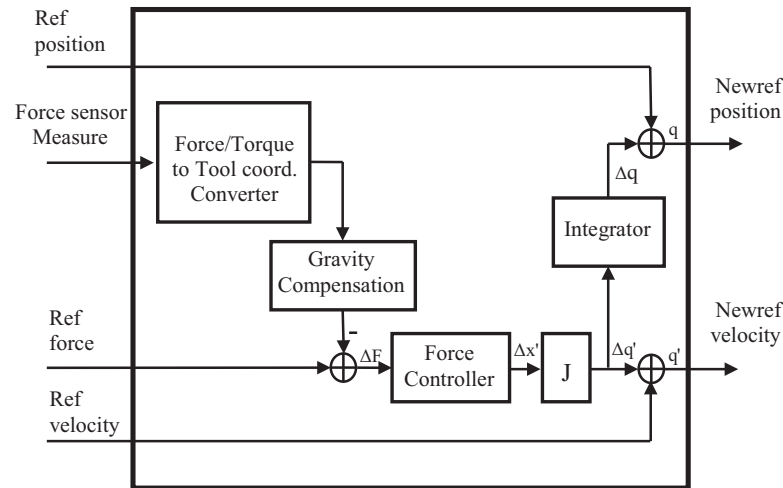 Ref
position
Force sensor
Measure
Force/Torque
to Tool coord.
Converter
Gravity
Compensation
-
Ref
force
ΔF
Force
Controller
Δx'
J
Δq'
Integrator
Δq
q
Newref
position
Newref
velocity
q'
Ref
velocity